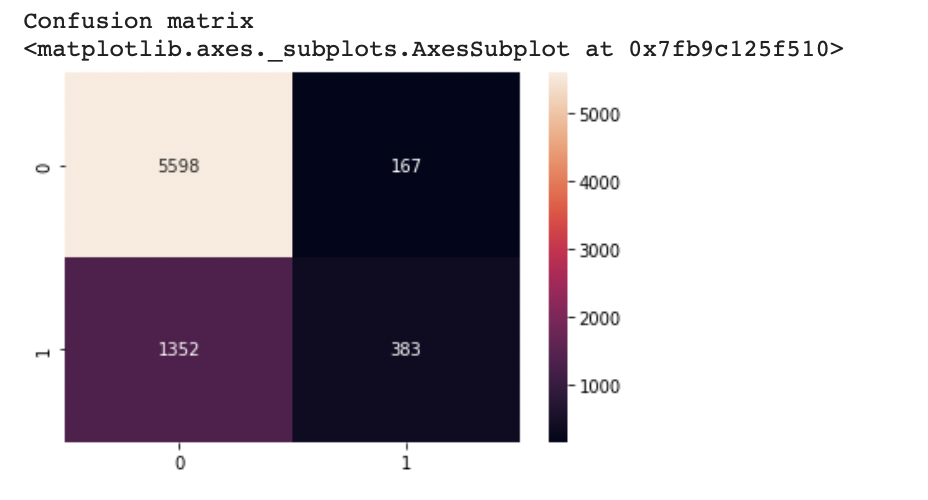 Confusion matrix
<matplotlib.axes._subplots.AxesSubplot at 0x7fb9c125f510>
5000
0 5598 167
4000
3000
2000
1 1352 383
1000
0 1